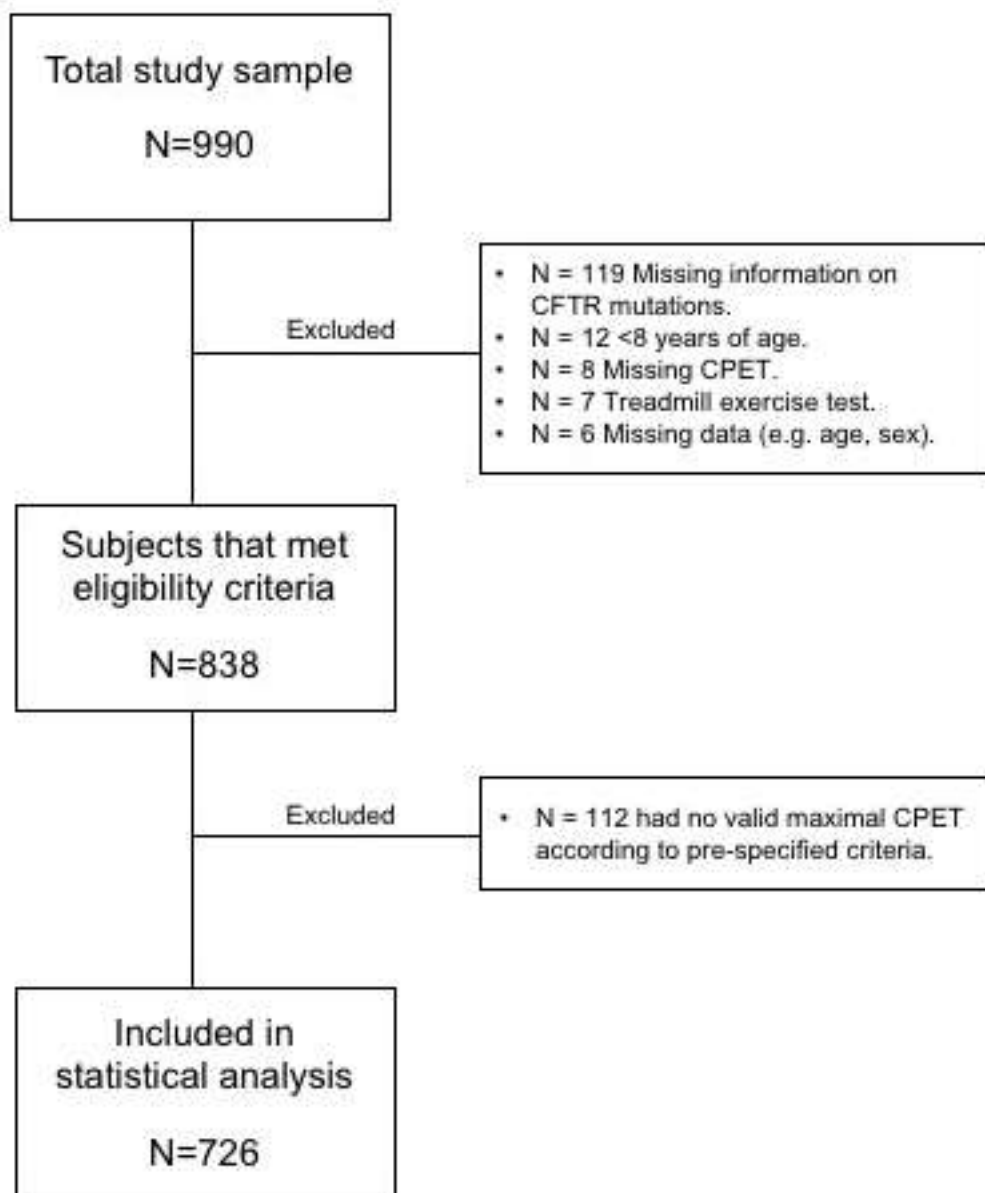 Total study sample
N=990
Excluded
• N = 119 Missing information on
CFTR mutations.
• N = 12 <8 years of age.
• N = 8 Missing CPET.
• N = 7 Treadmill exercise test.
• N = 6 Missing data (e.g. age, sex).
Subjects that met
eligibility criteria
N=838
Excluded
• N = 112 had no valid maximal CPET
according to pre-specified criteria.
Included in
statistical analysis
N=726